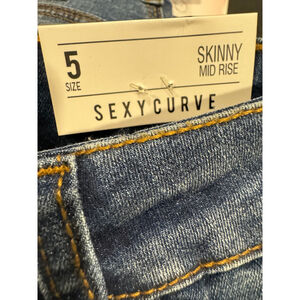 5
SIZE
SKINNY
MID RISE
SEXYCURVE